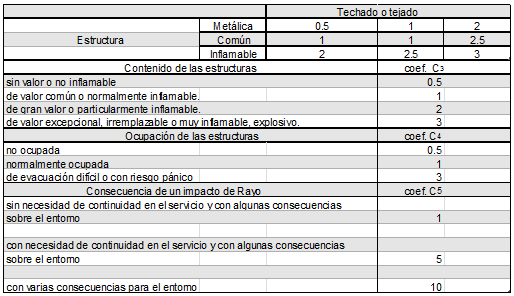 Techado o tejado
Metálica 0.5 1 2
Estructura Común 1 1 2.5
Inflamable 2 2.5 3
Contenido de las estructuras coef. C3
sin valor o no inflamable 0.5
de valor común o normalmente inflamable. 1
de gran valor o particularmente inflamable. 2
de valor excepcional, irremplazable o muy inflamable, explosivo. 3
Ocupación de las estructuras coef. C4
no ocupada 0.5
normalmente ocupada 1
de evacuación difícil o con riesgo pánico 3
Consecuencia de un impacto de Rayo coef. C5
sin necesidad de continuidad en el servicio y con algunas consecuencias
sobre el entorno 1
con necesidad de continuidad en el servicio y con algunas consecuencias
sobre el entorno 5
con varias consecuencias para el entorno 10